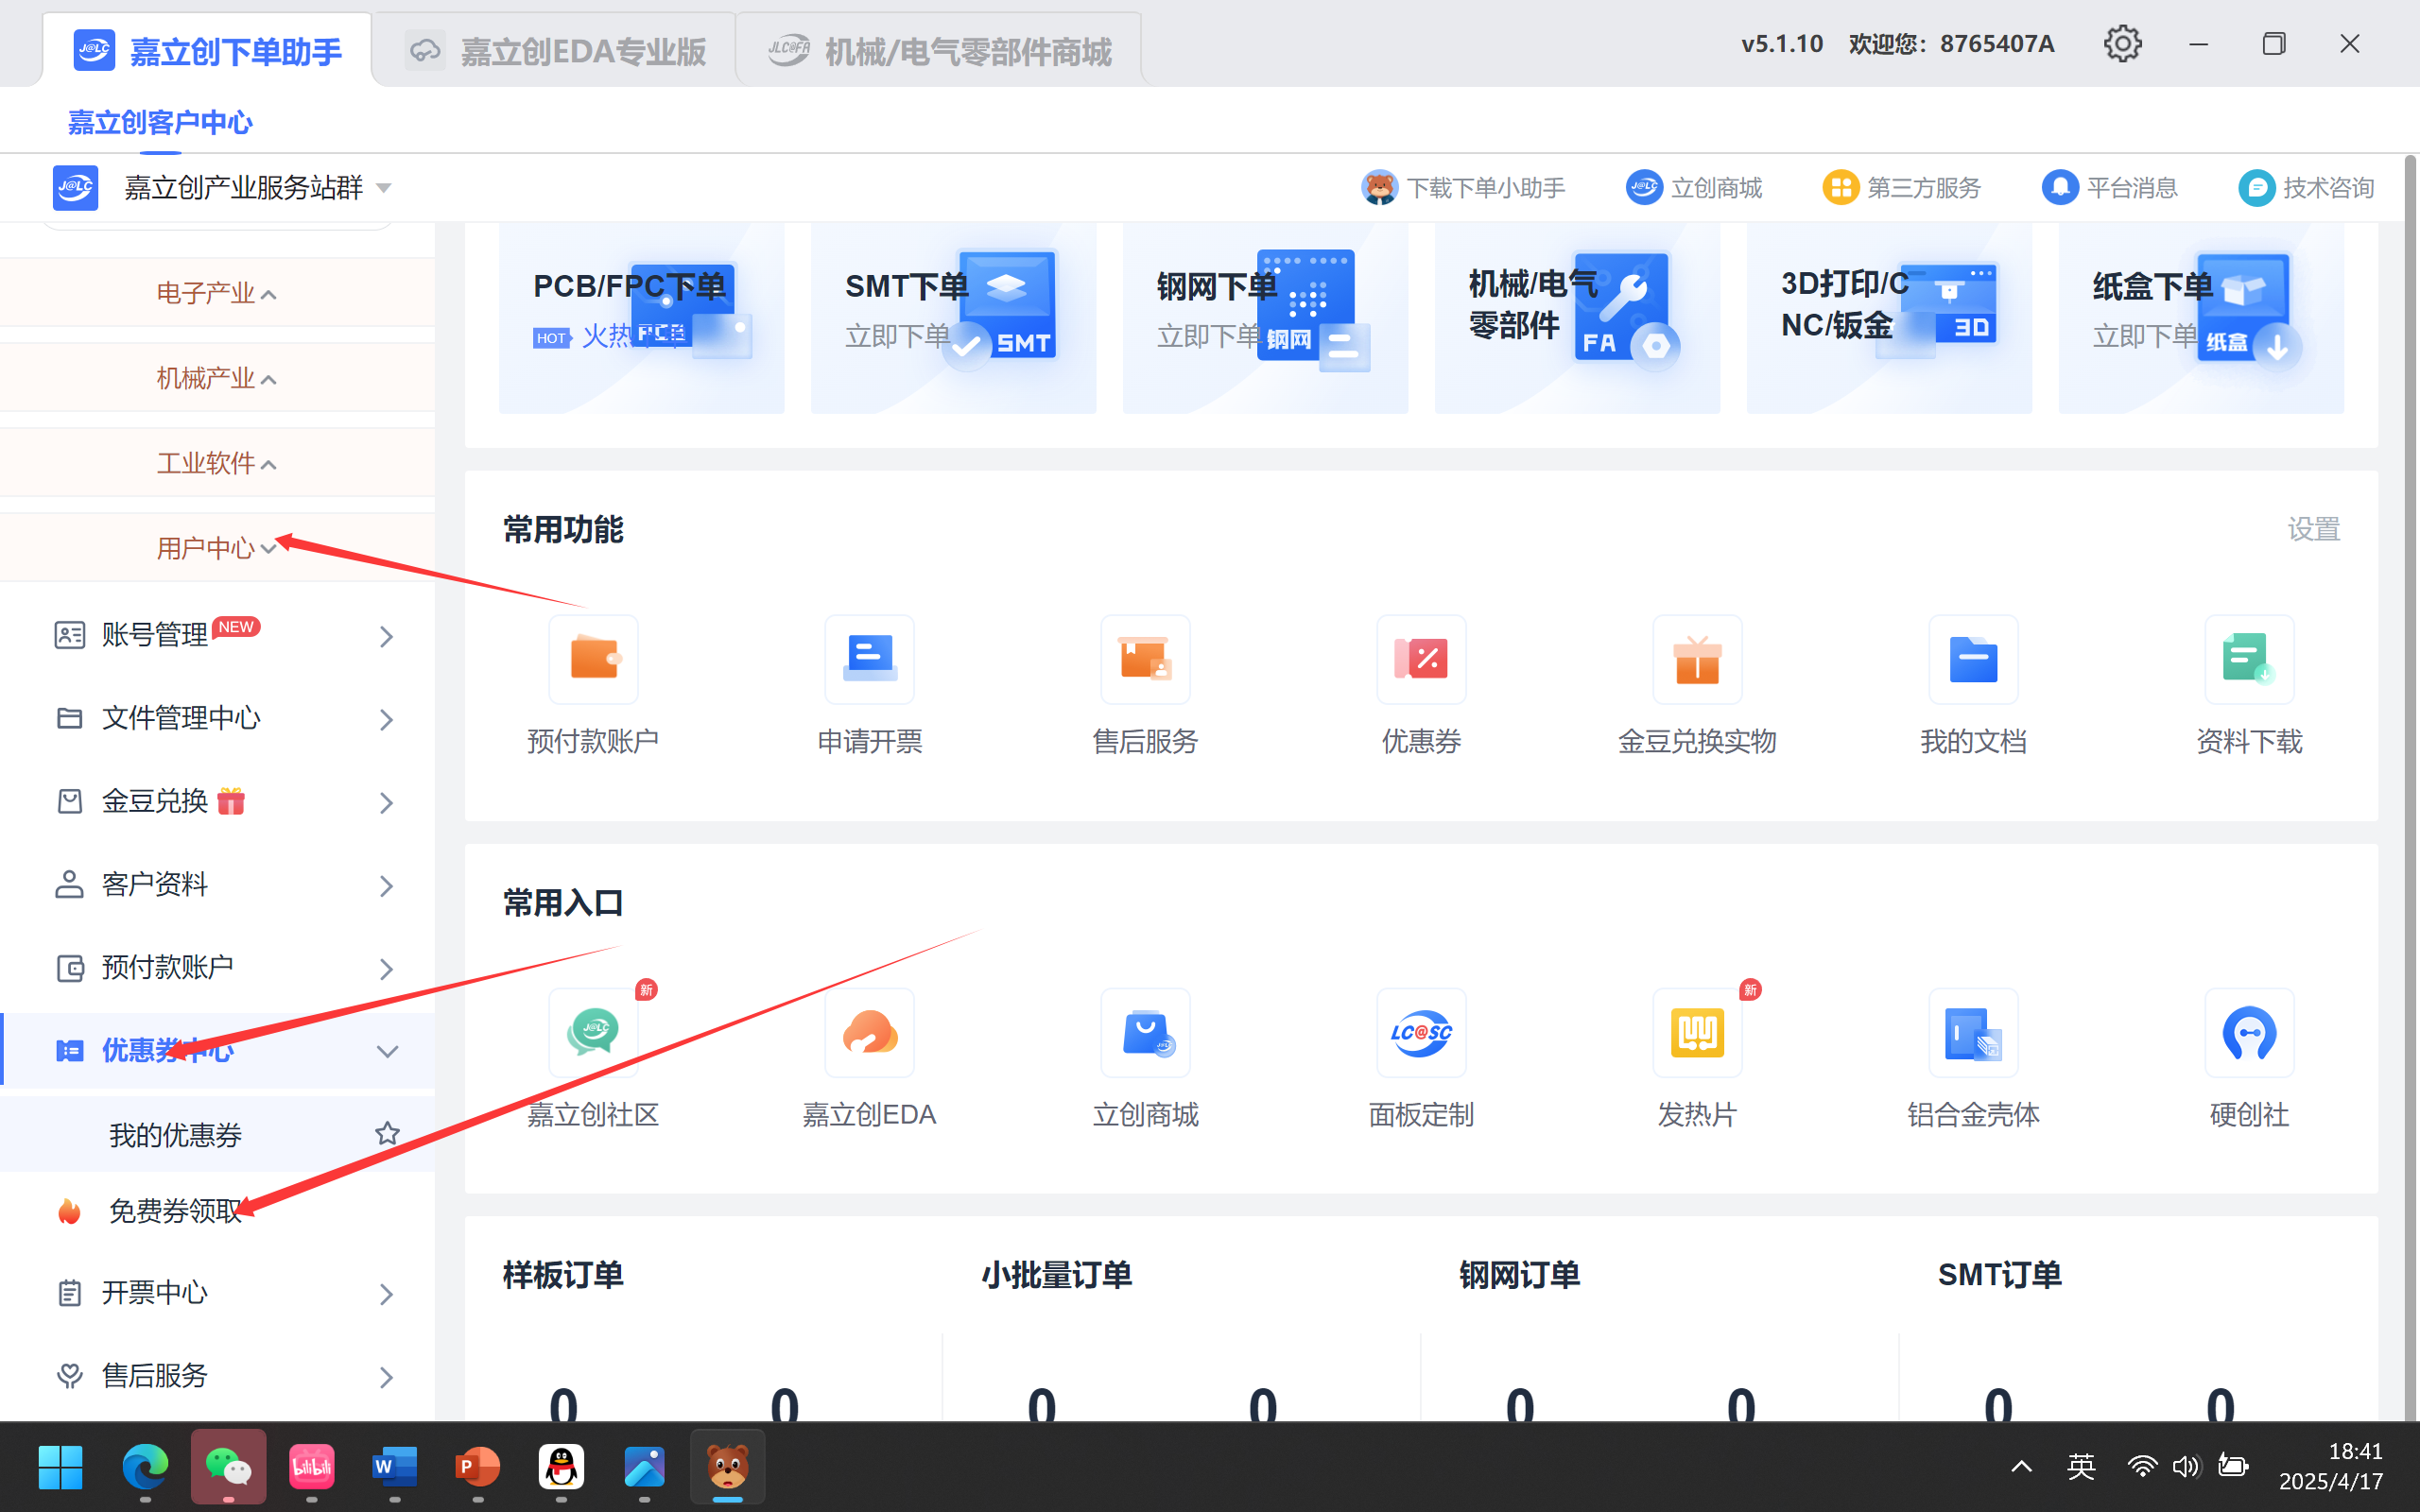 嘉立创下单助手
嘉立创EDA专业版
机械/电气零部件商城
v5.1.10 欢迎您：8765407A
嘉立创客户中心
嘉立创产业服务站群
下载下单小助手
立创商城
第三方服务
平台消息
技术咨询
电子产业
机械产业
工业软件
用户中心
账号管理 NEW
文件管理中心
金豆兑换
客户资料
预付款账户
优惠券中心
我的优惠券
免费券领取
开票中心
售后服务
PCB/FPC下单
HOT 火热下单
SMT下单
立即下单
SMT
钢网下单
立即下单
钢网
机械/电气
零部件
FA
3D打印/C
NC/钣金
3D
纸盒下单
立即下单
纸盒
常用功能
设置
预付款账户
申请开票
售后服务
优惠券
金豆兑换实物
我的文档
资料下载
常用入口
新
新
嘉立创社区
嘉立创EDA
立创商城
面板定制
发热片
铝合金壳体
硬创社
样板订单
小批量订单
钢网订单
SMT订单
0 0 0 0 0 0 0 0
英
18:41
2025/4/17